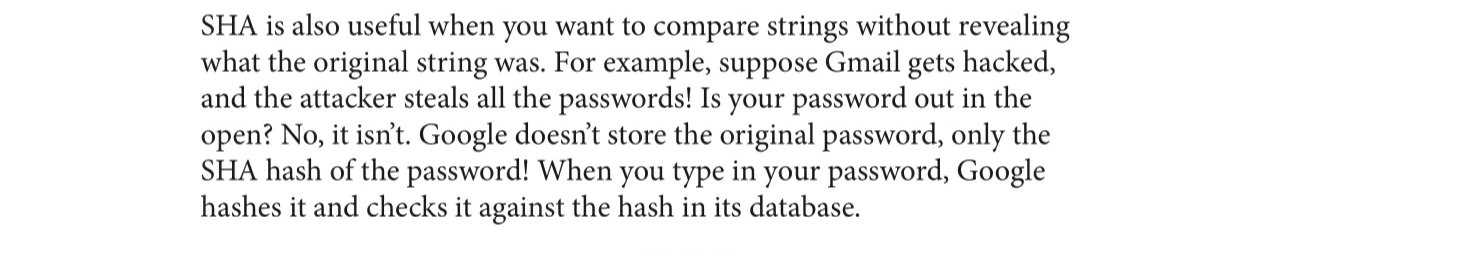 SHA is also useful when you want to compare strings without revealing
what the original string was. For example, suppose Gmail gets hacked,
and the attacker steals all the passwords! Is your password out in the
open? No, it isn’t. Google doesn’t store the original password, only the
SHA hash of the password! When you type in your password, Google
hashes it and checks it against the hash in its database.